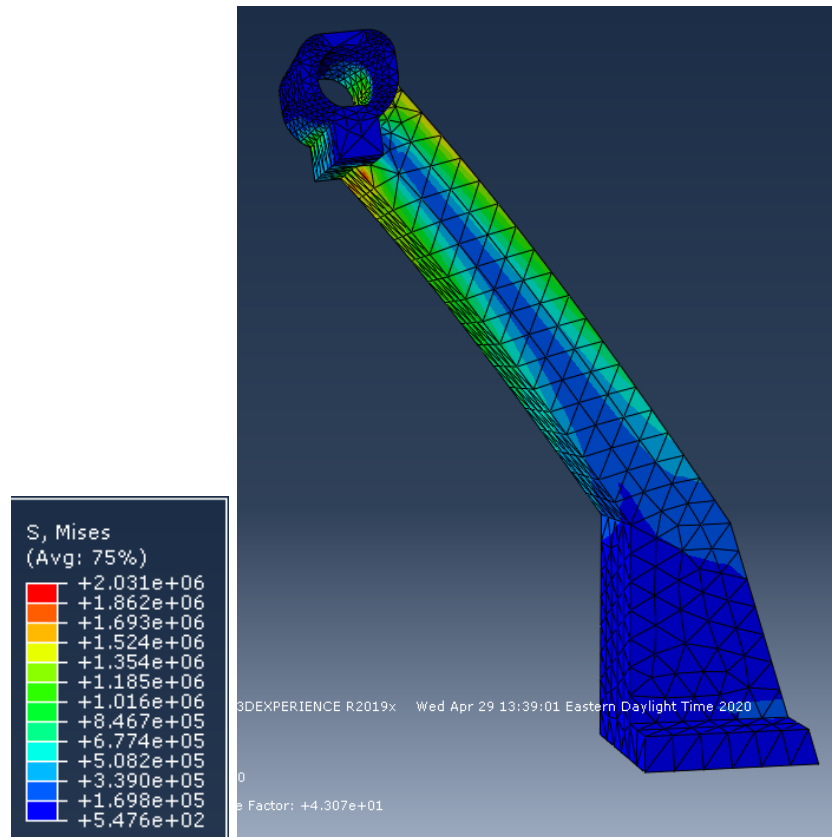 S, Mises
(Avg: 75%)
+2.031e+06
+1.862e+06
+1.693e+06
+1.524e+06
+1.354e+06
+1.185e+06
+1.016e+06
+8.467e+05
+6.774e+05
+5.082e+05
+3.390e+05
+1.698e+05
+5.476e+02
3DEXPERIENCE R2019x Wed Apr 29 13:39:01 Eastern Daylight Time 2020
0
e Factor: +4.307e+01